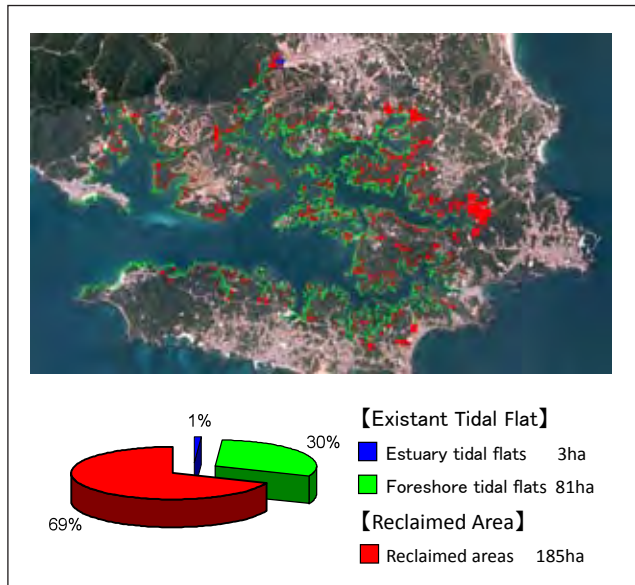 1%
30%
69%
【Existant Tidal Flat】
Estuary tidal flats 3ha
Foreshore tidal flats 81ha
【Reclaimed Area】
Reclaimed areas 185ha